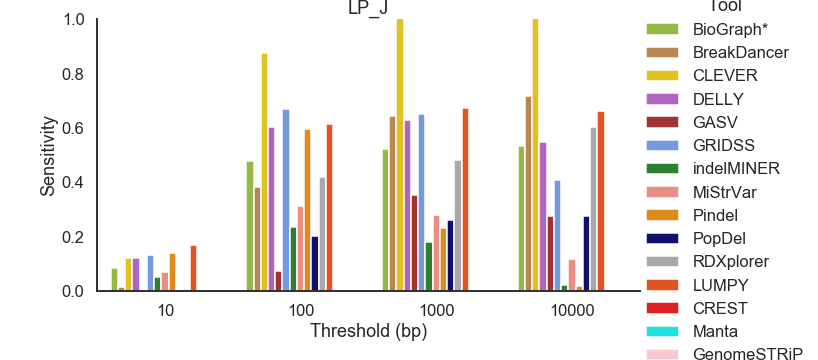 LP_J
Tool
1.0
0.8
0.6
0.4
0.2
0.0
Sensitivity
10
100
1000
10000
Threshold (bp)
BioGraph*
BreakDancer
CLEVER
DELLY
GASV
GRIDSS
indelMINER
MiStrVar
Pindel
PopDel
RDXplorer
LUMPY
CREST
Manta
GenomeSTRiP